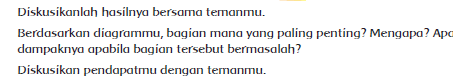 Diskusikanlah hasilnya bersama temanmu.
Berdasarkan diagrammu, bagian mana yang paling penting? Mengapa? Apa
dampaknya apabila bagian tersebut bermasalah?
Diskusikan pendapatmu dengan temanmu.